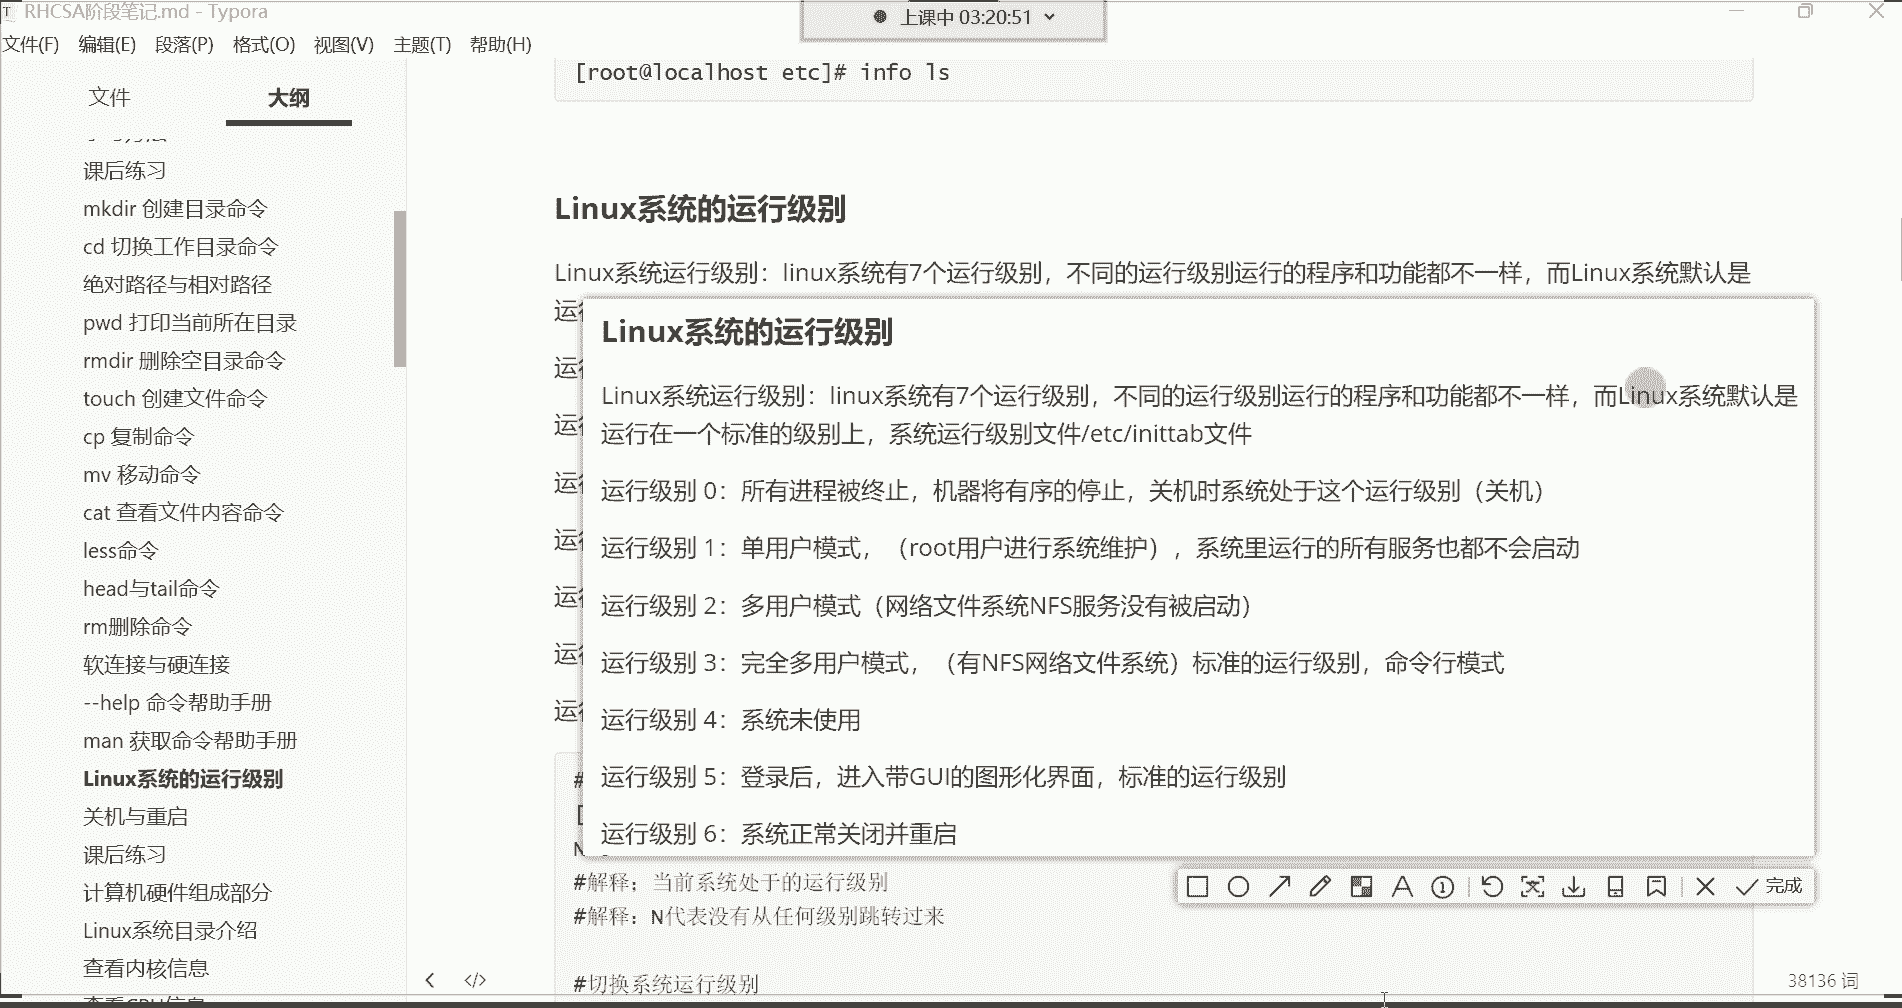 RHCSA阶段笔记.md - Typora
上课中 03:20:51
文件(F) 编辑(E) 段落(P) 格式(O) 视图(V) 主题(T) 帮助(H)
文件 大纲
课后练习
mkdir 创建目录命令
cd 切换工作目录命令
绝对路径与相对路径
pwd 打印当前所在目录
rmdir 删除空目录命令
touch 创建文件命令
cp 复制命令
mv 移动命令
cat 查看文件内容命令
less命令
head与tail命令
rm删除命令
软连接与硬连接
--help 命令帮助手册
man 获取命令帮助手册
Linux系统的运行级别
关机与重启
课后练习
计算机硬件组成部分
Linux系统目录介绍
查看内核信息
查看CPU信息
[root@localhost etc]# info ls
Linux系统的运行级别
Linux系统运行级别：linux系统有7个运行级别，不同的运行级别运行的程序和功能都不一样，而Linux系统默认是
运行
运行
运行
运行
运行
运行
运行
运行
Linux系统的运行级别
Linux系统运行级别：linux系统有7个运行级别，不同的运行级别运行的程序和功能都不一样，而Linux系统默认是
运行在一个标准的级别上，系统运行级别文件/etc/inittab文件
运行级别 0：所有进程被终止，机器将有序的停止，关机时系统处于这个运行级别（关机）
运行级别 1：单用户模式，（root用户进行系统维护），系统里运行的所有服务也都不会启动
运行级别 2：多用户模式（网络文件系统NFS服务没有被启动）
运行级别 3：完全多用户模式，（有NFS网络文件系统）标准的运行级别，命令行模式
运行级别 4：系统未使用
运行级别 5：登录后，进入带GUI的图形化界面，标准的运行级别
运行级别 6：系统正常关闭并重启
#
[
N
#解释；当前系统处于的运行级别
#解释：N代表没有从任何级别跳转过来
#切换系统运行级别
完成
38136 词